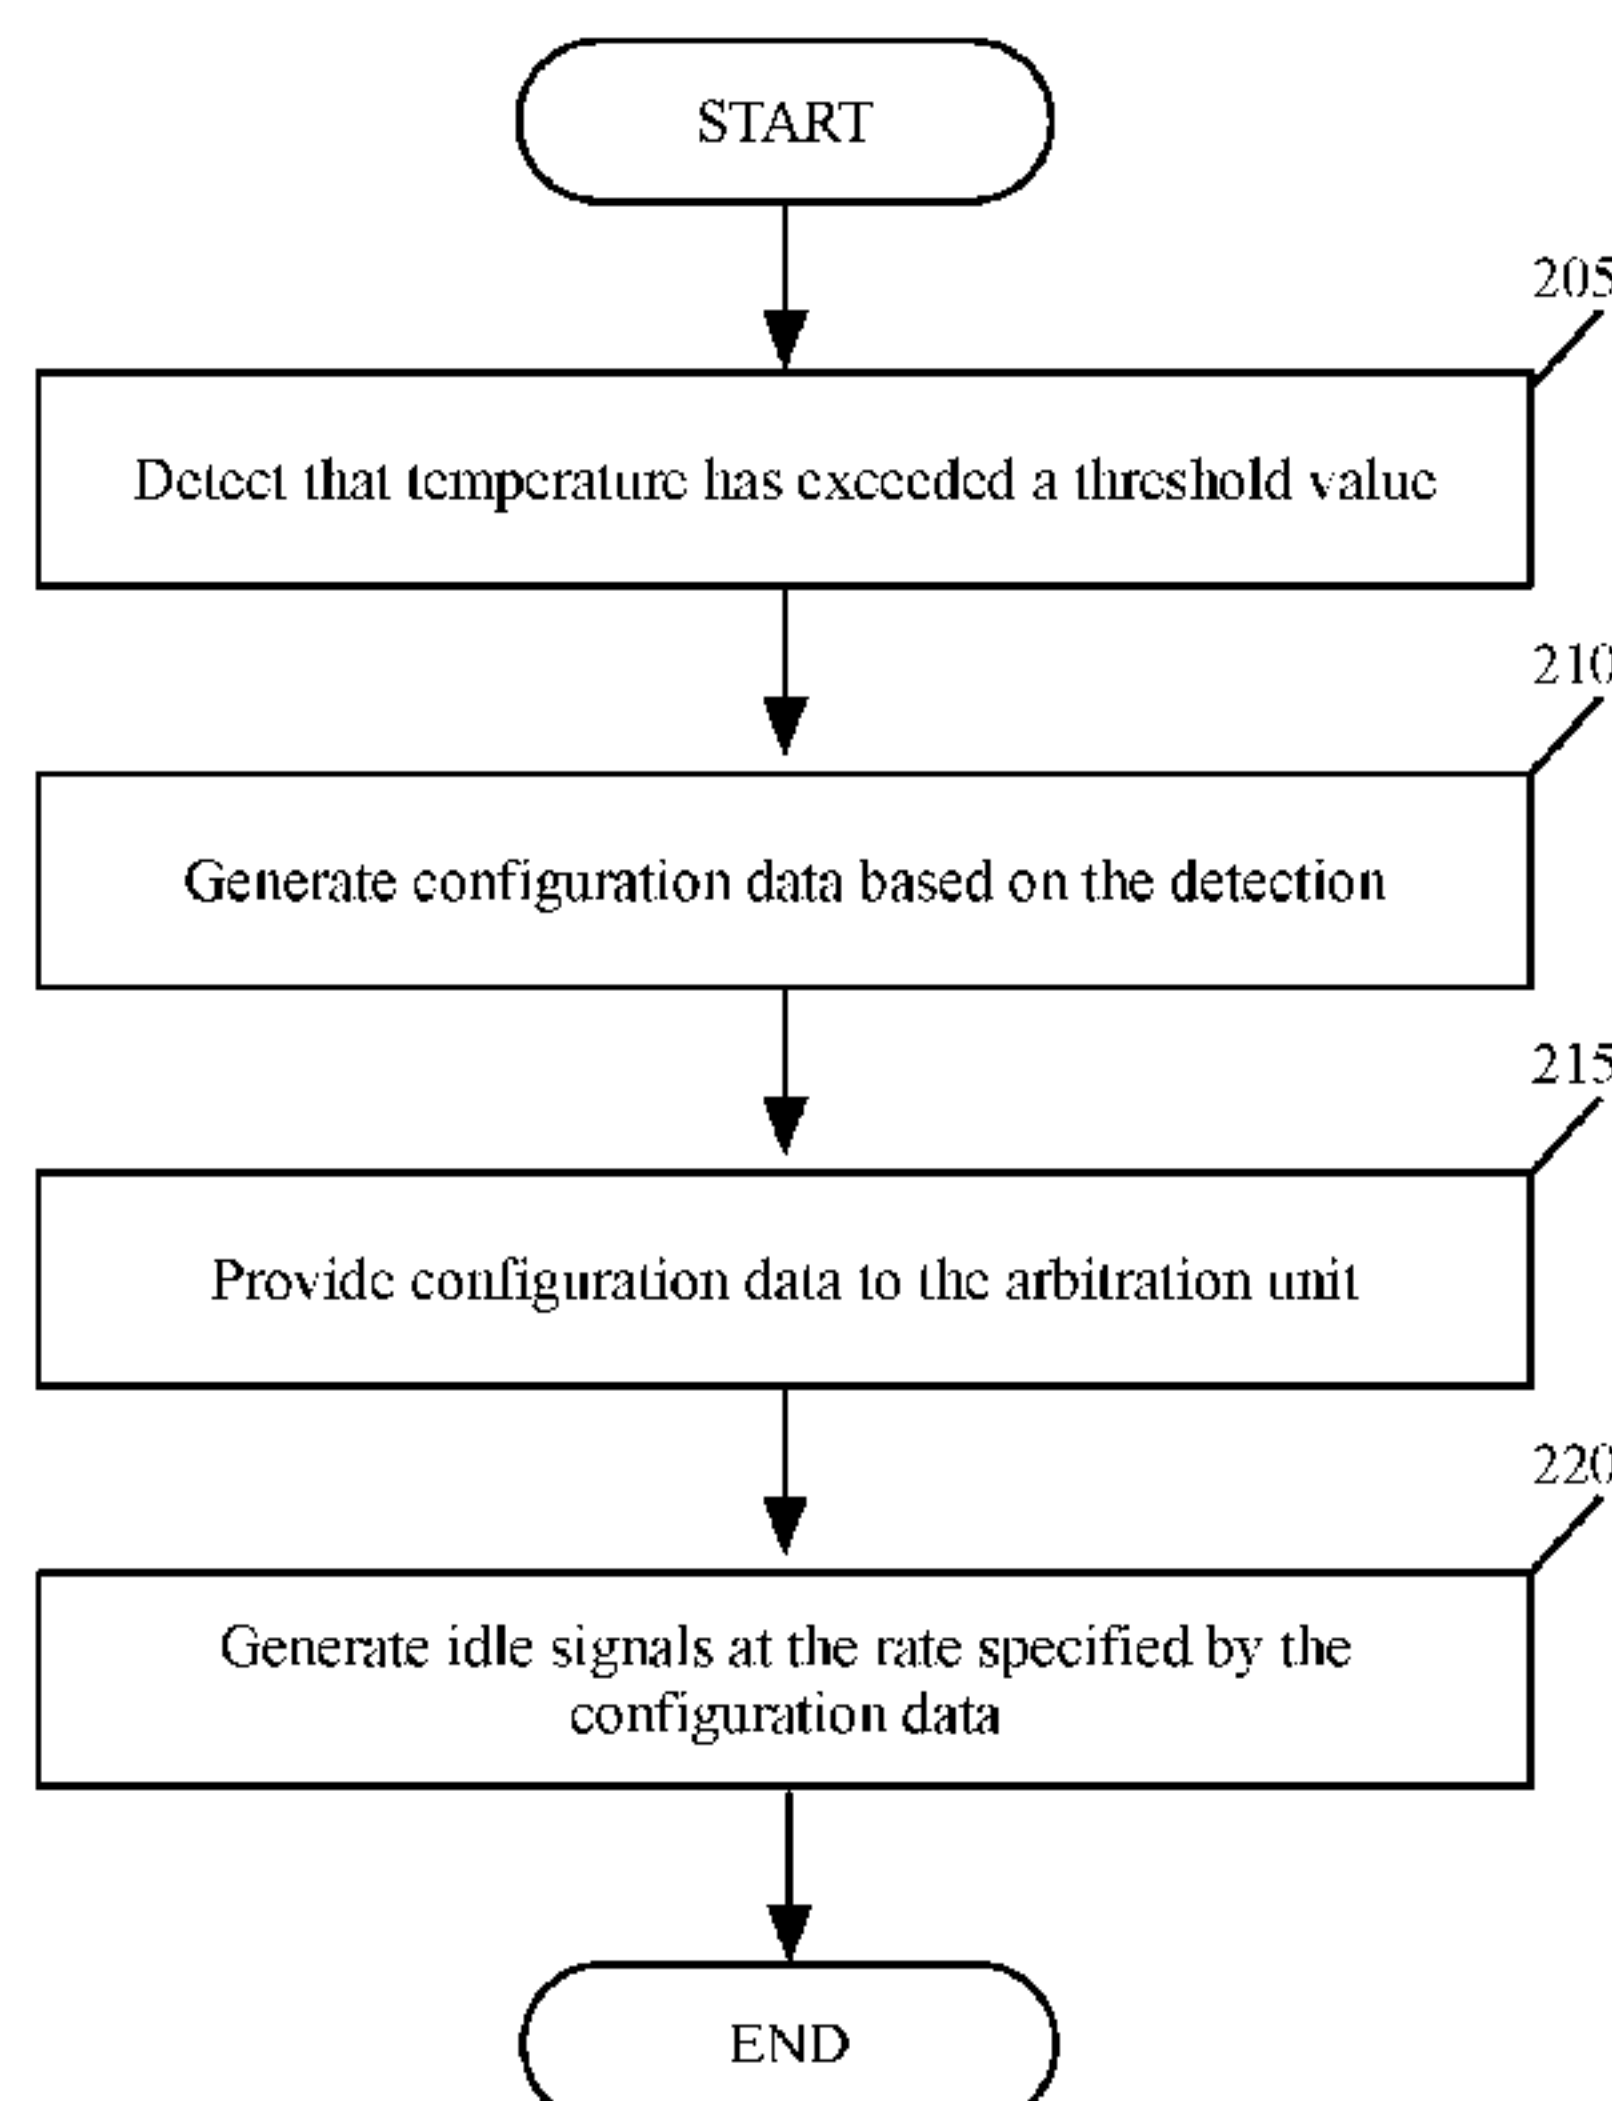 START
205
Detect that temperature has exceeded a threshold value
210
Generate configuration data based on the detection
215
Provide configuration data to the arbitration unit
220
Generate idle signals at the rate specified by the
configuration data
END